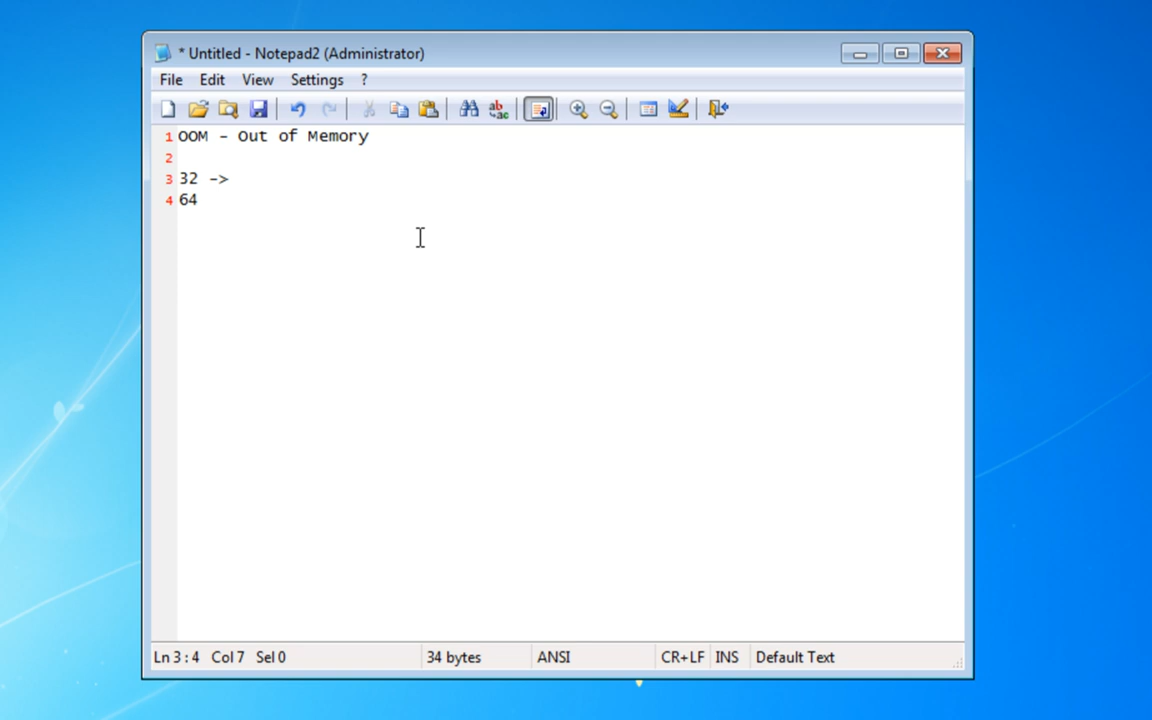 * Untitled - Notepad2 (Administrator)
File Edit View Settings ?
1 OOM - Out of Memory
2
3 32 ->
4 64
Ln 3 : 4 Col 7 Sel 0 34 bytes ANSI CR+LF INS Default Text